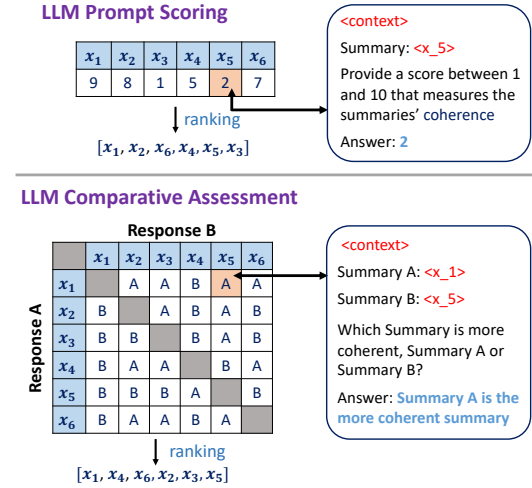 LLM Prompt Scoring
x₁ x₂ x₃ x₄ x₅ x₆
9 8 1 5 2 7
ranking
[x₁, x₂, x₆, x₄, x₅, x₃]
<context>
Summary: <x_5>
Provide a score between 1
and 10 that measures the
summaries' coherence
Answer: 2
LLM Comparative Assessment
Response B
Response A
x₁ x₂ x₃ x₄ x₅ x₆
x₁ A A B A A
x₂ B A B A B
x₃ B B B A B
x₄ B A A A A
x₅ B B B A B
x₆ B A A B A
ranking
[x₁, x₄, x₆, x₂, x₃, x₅]
<context>
Summary A: <x_1>
Summary B: <x_5>
Which Summary is more
coherent, Summary A or
Summary B?
Answer: Summary A is the
more coherent summary